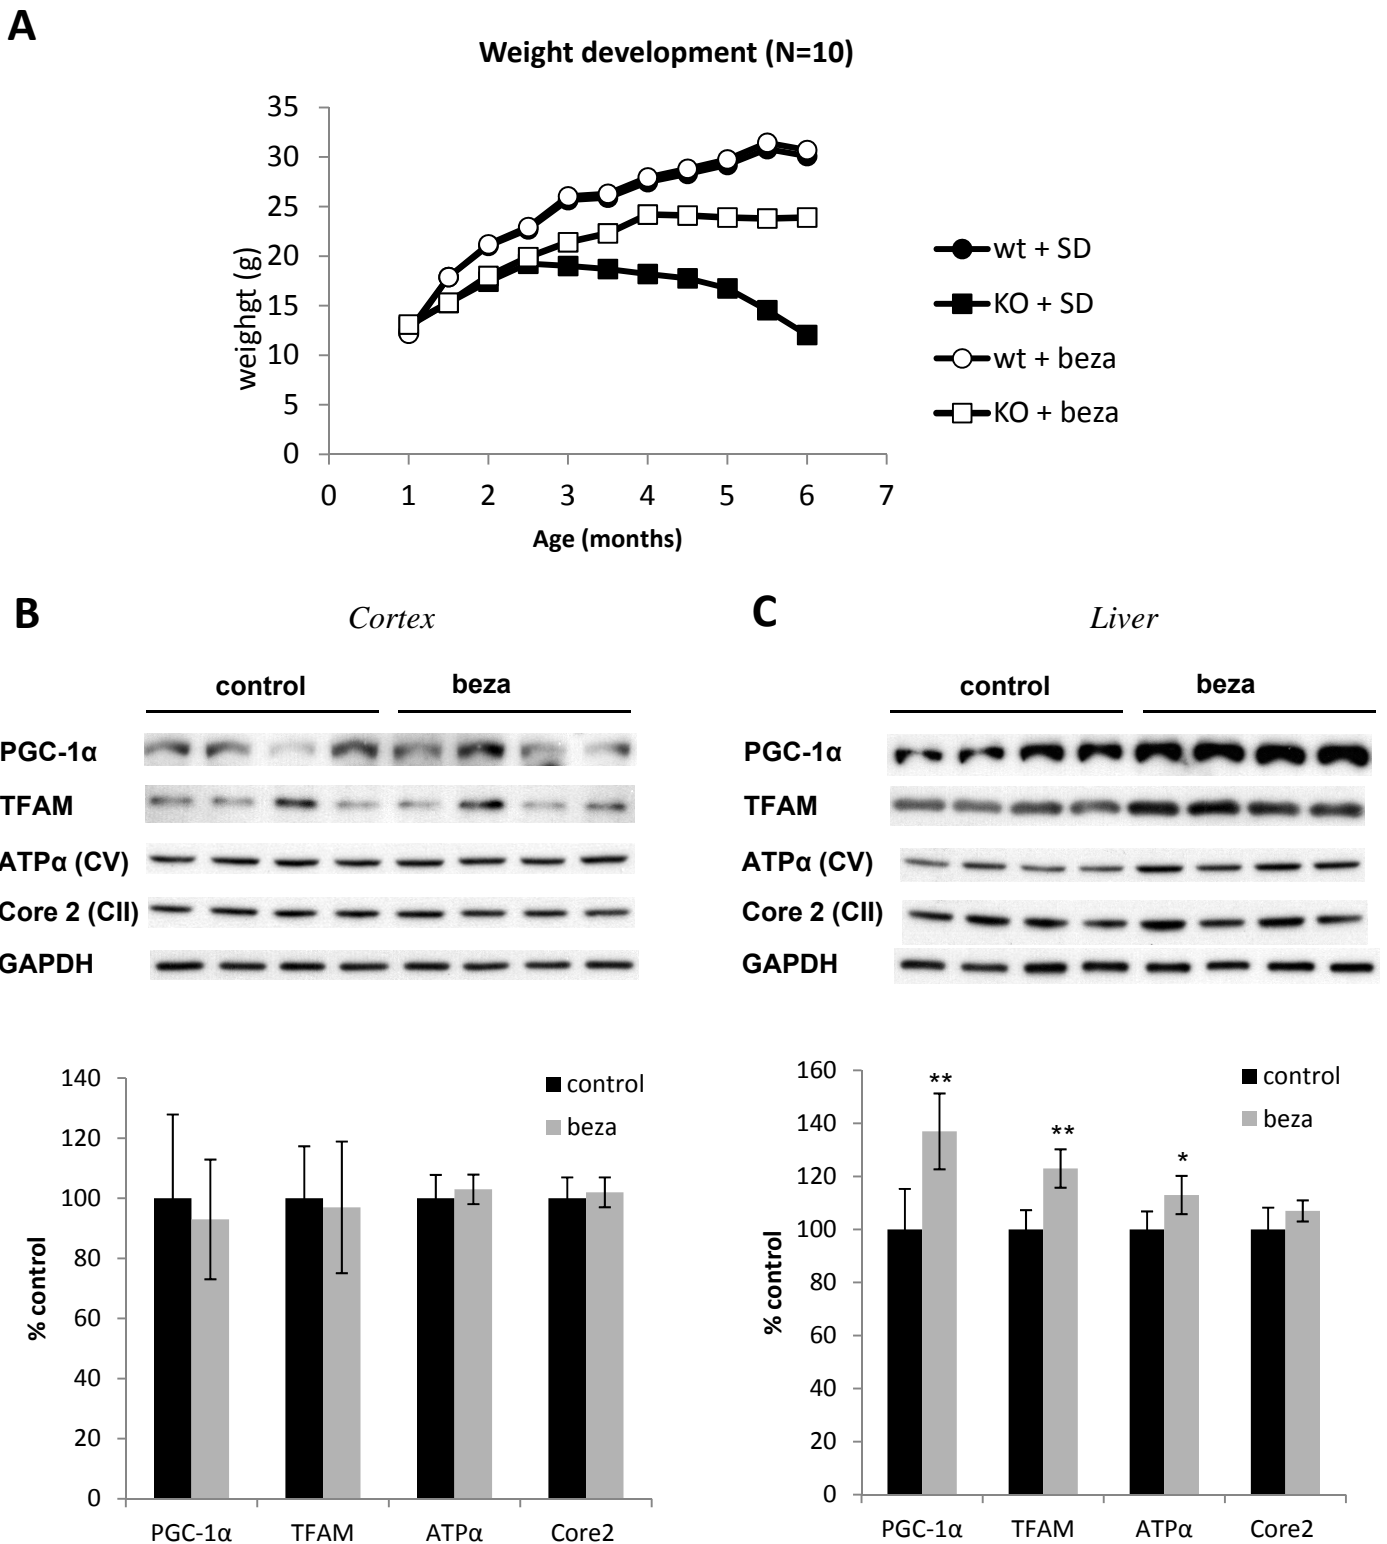 A
Weight development (N=10)
35
30
25
20
15
10
5
0
weighgt (g)
0 1 2 3 4 5 6 7
Age (months)
wt + SD
KO + SD
wt + beza
KO + beza
B
Cortex
control beza
PGC-1α
TFAM
ATPα (CV)
Core 2 (CII)
GAPDH
140
120
100
80
60
40
20
0
% control
control
beza
PGC-1α TFAM ATPα Core2
C
Liver
control beza
PGC-1α
TFAM
ATPα (CV)
Core 2 (CII)
GAPDH
160
140
120
100
80
60
40
20
0
% control
** ** *
control
beza
PGC-1α TFAM ATPα Core2